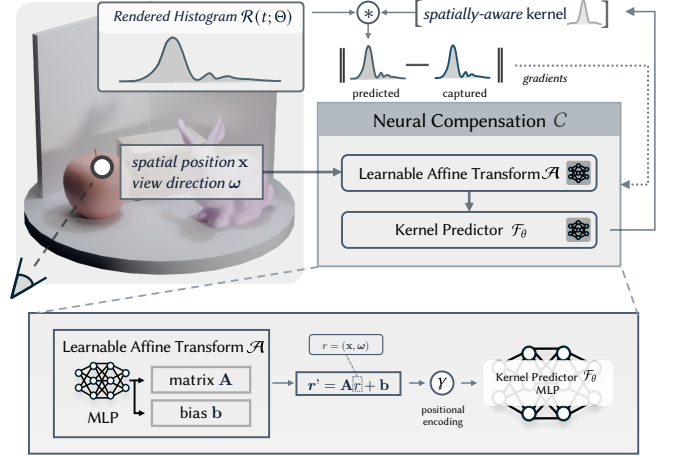 Rendered Histogram R(t;Θ)
*
[ spatially-aware kernel ]
‖ — ‖
predicted
captured
gradients
Neural Compensation C
spatial position x
view direction ω
Learnable Affine Transform A
Kernel Predictor F_θ
Learnable Affine Transform A
MLP
matrix A
bias b
r = (x, ω)
r' = Ar + b
γ
positional
encoding
Kernel Predictor F_θ
MLP